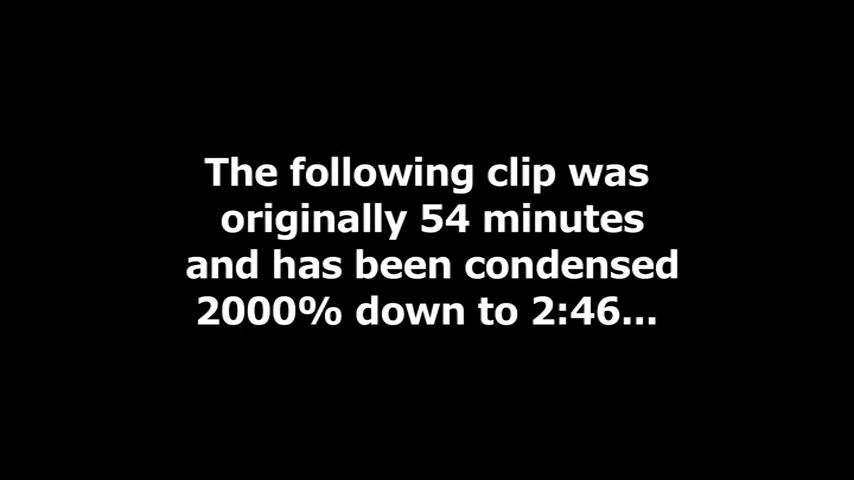 The following clip was
originally 54 minutes
and has been condensed
2000% down to 2:46...